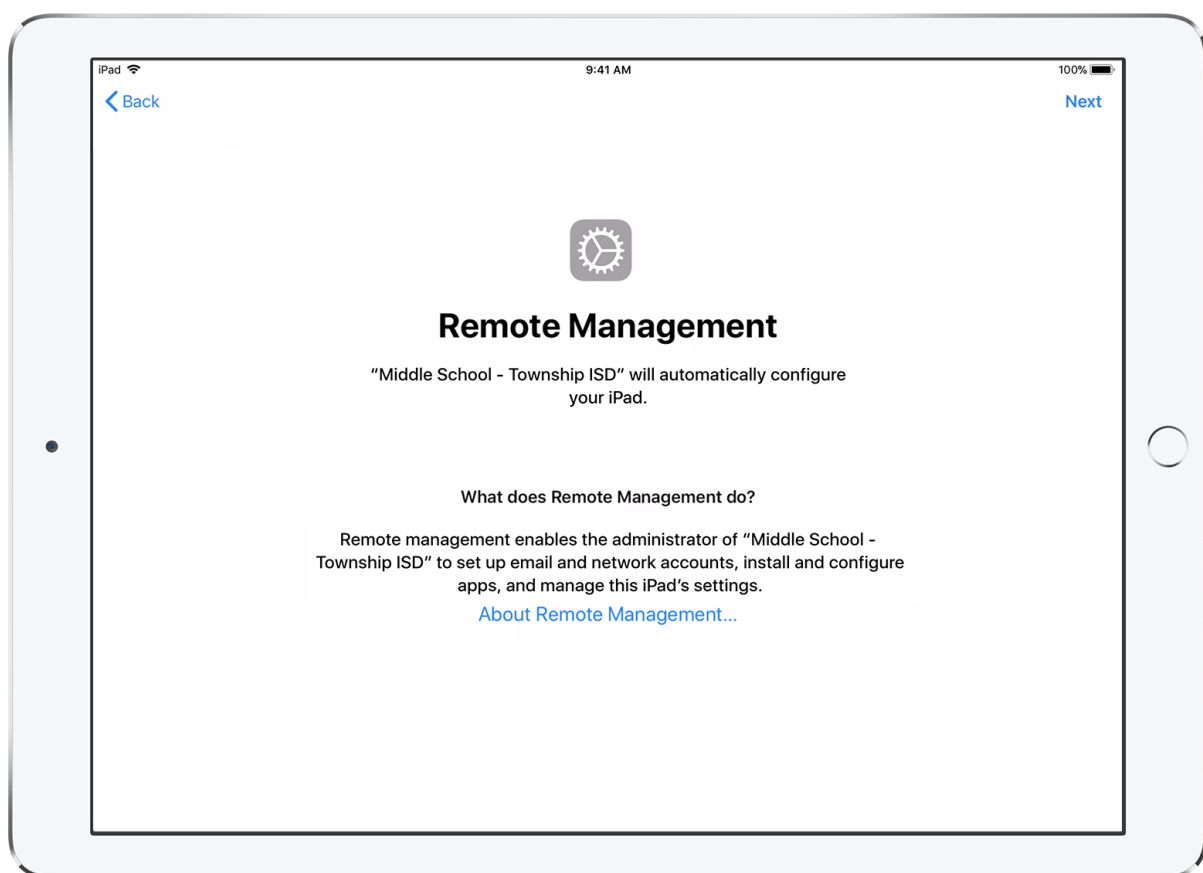 iPad
9:41 AM
100%
Back
Next
Remote Management
“Middle School - Township ISD” will automatically configure
your iPad.
What does Remote Management do?
Remote management enables the administrator of “Middle School -
Township ISD” to set up email and network accounts, install and configure
apps, and manage this iPad’s settings.
About Remote Management...